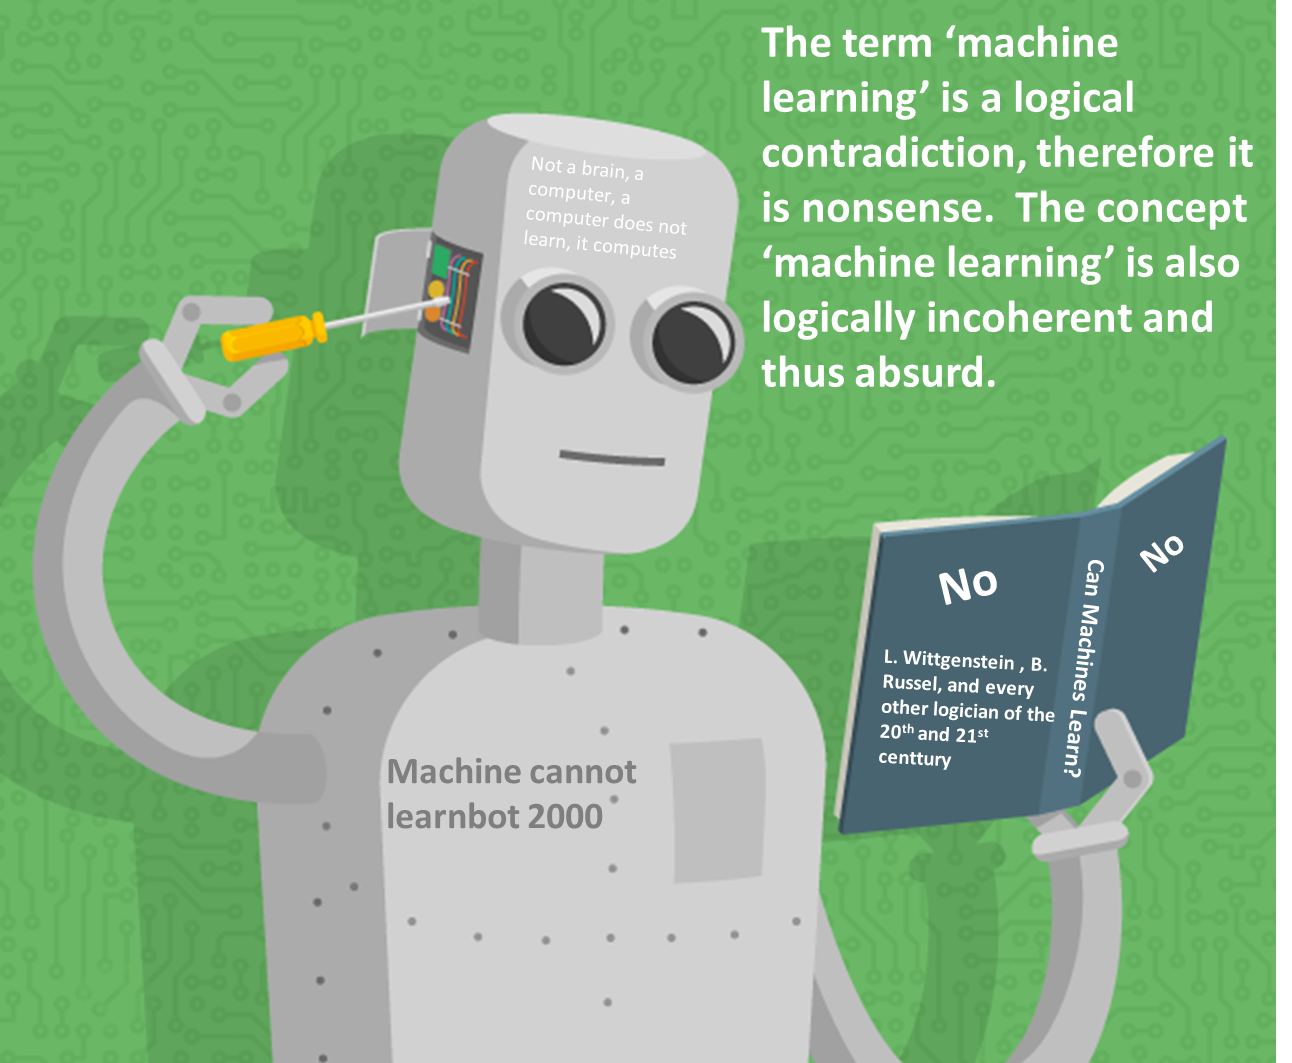 The term ‘machine
learning’ is a logical
contradiction, therefore it
is nonsense.  The concept
‘machine learning’ is also
logically incoherent and
thus absurd.
Not a brain, a
computer, a
computer does not
learn, it computes
No
No
Can Machines Learn?
L. Wittgenstein , B.
Russel, and every
other logician of the
20th and 21st
centtury
Machine cannot
learnbot 2000